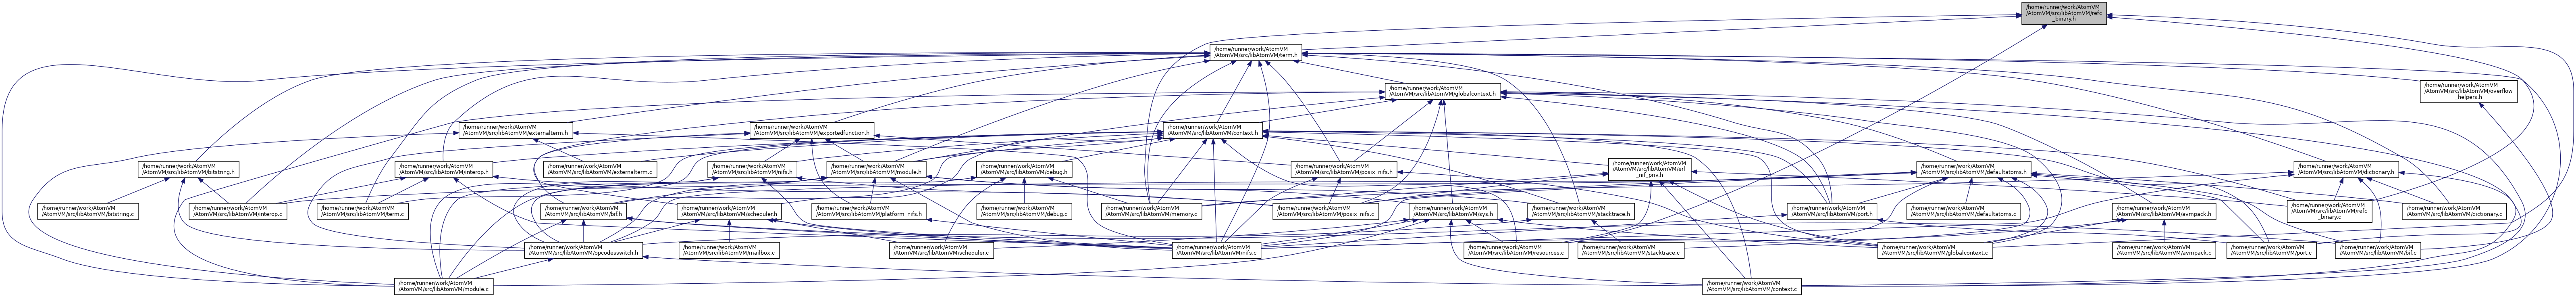 /home/runner/work/AtomVM
/AtomVM/src/libAtomVM/refc
_binary.h
/home/runner/work/AtomVM
/AtomVM/src/libAtomVM/term.h
/home/runner/work/AtomVM
/AtomVM/src/libAtomVM/globalcontext.h
/home/runner/work/AtomVM
/AtomVM/src/libAtomVM/overflow
_helpers.h
/home/runner/work/AtomVM
/AtomVM/src/libAtomVM/externalterm.h
/home/runner/work/AtomVM
/AtomVM/src/libAtomVM/exportedfunction.h
/home/runner/work/AtomVM
/AtomVM/src/libAtomVM/context.h
/home/runner/work/AtomVM
/AtomVM/src/libAtomVM/bitstring.h
/home/runner/work/AtomVM
/AtomVM/src/libAtomVM/interop.h
/home/runner/work/AtomVM
/AtomVM/src/libAtomVM/externalterm.c
/home/runner/work/AtomVM
/AtomVM/src/libAtomVM/nifs.h
/home/runner/work/AtomVM
/AtomVM/src/libAtomVM/module.h
/home/runner/work/AtomVM
/AtomVM/src/libAtomVM/debug.h
/home/runner/work/AtomVM
/AtomVM/src/libAtomVM/posix_nifs.h
/home/runner/work/AtomVM
/AtomVM/src/libAtomVM/erl
_nif_priv.h
/home/runner/work/AtomVM
/AtomVM/src/libAtomVM/defaultatoms.h
/home/runner/work/AtomVM
/AtomVM/src/libAtomVM/dictionary.h
/home/runner/work/AtomVM
/AtomVM/src/libAtomVM/bitstring.c
/home/runner/work/AtomVM
/AtomVM/src/libAtomVM/interop.c
/home/runner/work/AtomVM
/AtomVM/src/libAtomVM/term.c
/home/runner/work/AtomVM
/AtomVM/src/libAtomVM/bif.h
/home/runner/work/AtomVM
/AtomVM/src/libAtomVM/scheduler.h
/home/runner/work/AtomVM
/AtomVM/src/libAtomVM/platform_nifs.h
/home/runner/work/AtomVM
/AtomVM/src/libAtomVM/debug.c
/home/runner/work/AtomVM
/AtomVM/src/libAtomVM/memory.c
/home/runner/work/AtomVM
/AtomVM/src/libAtomVM/posix_nifs.c
/home/runner/work/AtomVM
/AtomVM/src/libAtomVM/sys.h
/home/runner/work/AtomVM
/AtomVM/src/libAtomVM/stacktrace.h
/home/runner/work/AtomVM
/AtomVM/src/libAtomVM/port.h
/home/runner/work/AtomVM
/AtomVM/src/libAtomVM/defaultatoms.c
/home/runner/work/AtomVM
/AtomVM/src/libAtomVM/avmpack.h
/home/runner/work/AtomVM
/AtomVM/src/libAtomVM/refc
_binary.c
/home/runner/work/AtomVM
/AtomVM/src/libAtomVM/dictionary.c
/home/runner/work/AtomVM
/AtomVM/src/libAtomVM/opcodesswitch.h
/home/runner/work/AtomVM
/AtomVM/src/libAtomVM/mailbox.c
/home/runner/work/AtomVM
/AtomVM/src/libAtomVM/scheduler.c
/home/runner/work/AtomVM
/AtomVM/src/libAtomVM/nifs.c
/home/runner/work/AtomVM
/AtomVM/src/libAtomVM/resources.c
/home/runner/work/AtomVM
/AtomVM/src/libAtomVM/stacktrace.c
/home/runner/work/AtomVM
/AtomVM/src/libAtomVM/globalcontext.c
/home/runner/work/AtomVM
/AtomVM/src/libAtomVM/avmpack.c
/home/runner/work/AtomVM
/AtomVM/src/libAtomVM/port.c
/home/runner/work/AtomVM
/AtomVM/src/libAtomVM/bif.c
/home/runner/work/AtomVM
/AtomVM/src/libAtomVM/module.c
/home/runner/work/AtomVM
/AtomVM/src/libAtomVM/context.c